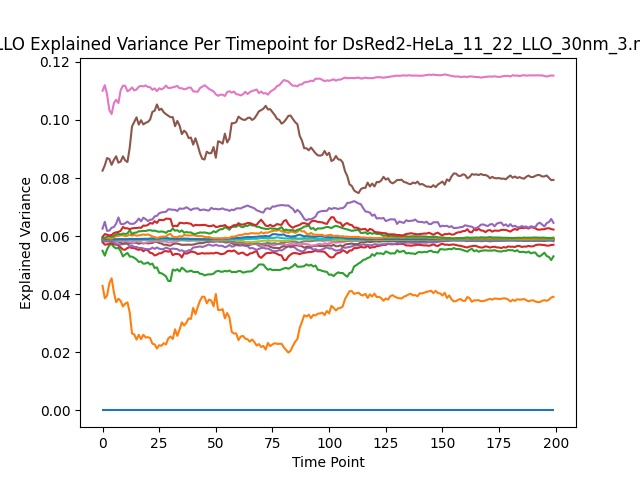 LLO Explained Variance Per Timepoint for DsRed2-HeLa_11_22_LLO_30nm_3.r
0.12
0.10
0.08
0.06
0.04
0.02
0.00
Explained Variance
0 25 50 75 100 125 150 175 200
Time Point